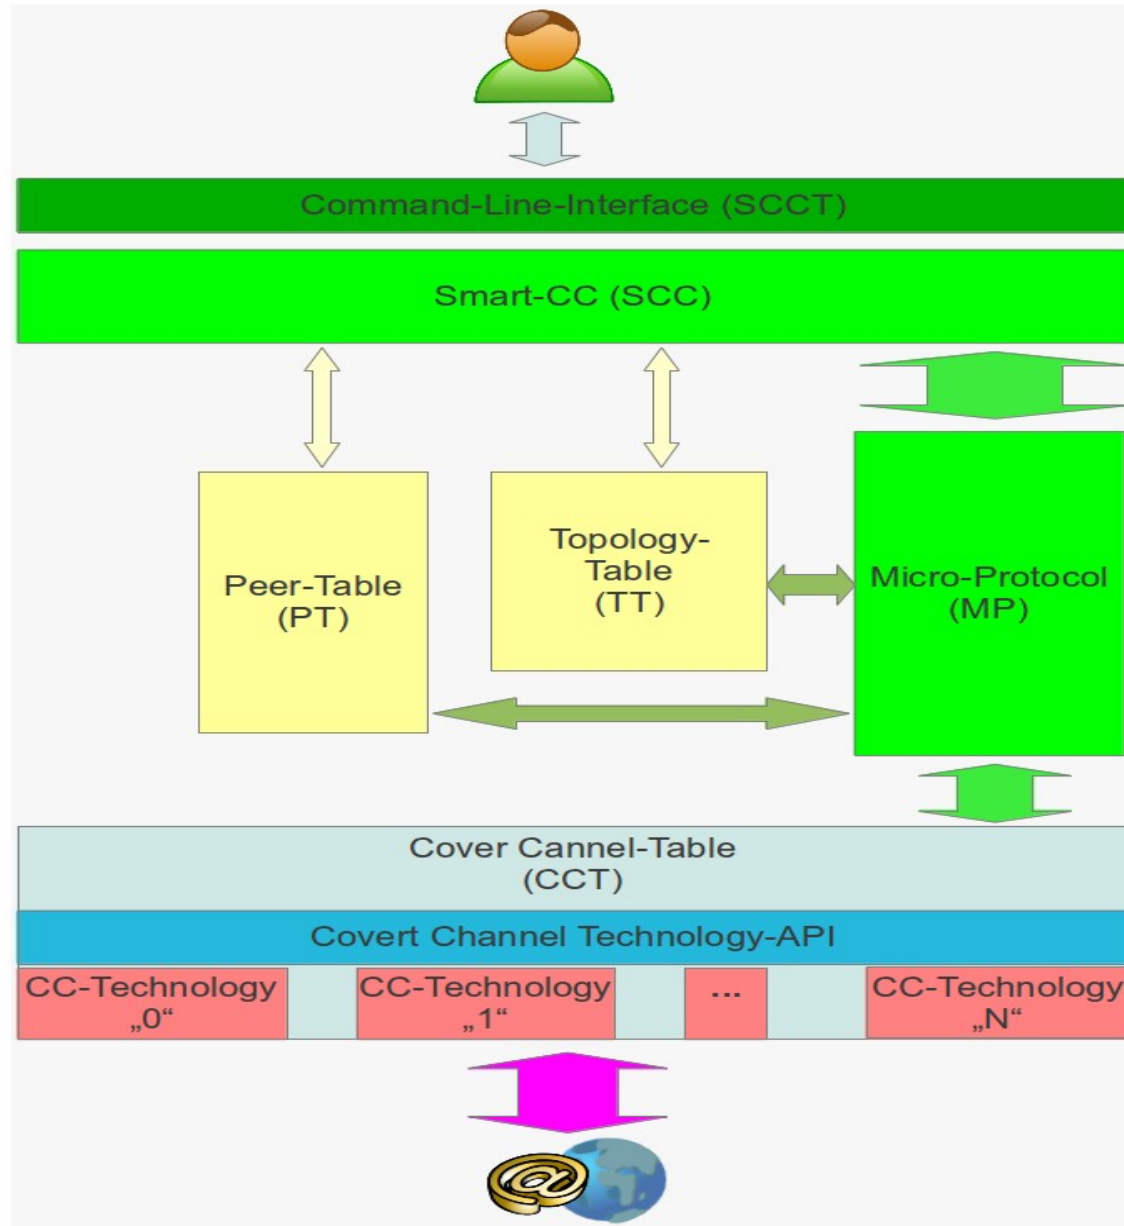 Command-Line-Interface (SCCT)
Smart-CC (SCC)
Peer-Table
(PT)
Topology-
Table
(TT)
Micro-Protocol
(MP)
Cover Cannel-Table
(CCT)
Covert Channel Technology-API
CC-Technology
„0“
CC-Technology
„1“
...
CC-Technology
„N“
@